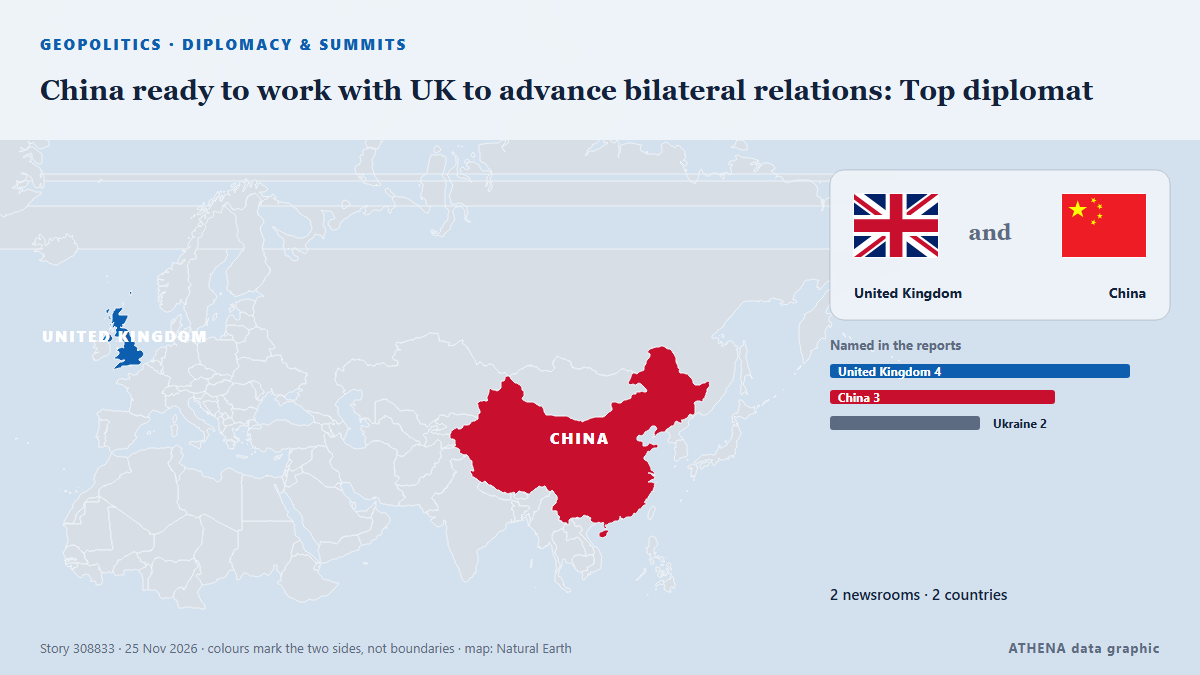 GEOPOLITICS · DIPLOMACY & SUMMITS
China ready to work with UK to advance bilateral relations: Top diplomat
and
United Kingdom
China
UNITED KINGDOM
CHINA
Named in the reports
United Kingdom 4
China 3
Ukraine 2
2 newsrooms · 2 countries
Story 308833 · 25 Nov 2026 · colours mark the two sides, not boundaries · map: Natural Earth
ATHENA data graphic